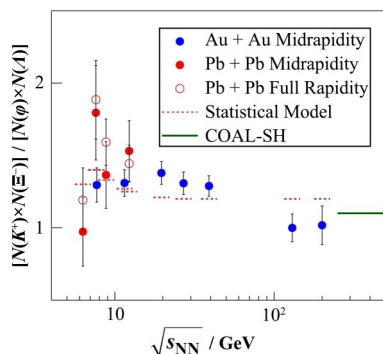 [N(K⁺)×N(Ξ⁻)] / [N(φ)×N(Λ)]
2
1
Au + Au Midrapidity
Pb + Pb Midrapidity
Pb + Pb Full Rapidity
Statistical Model
COAL-SH
10
10²
√sNN / GeV